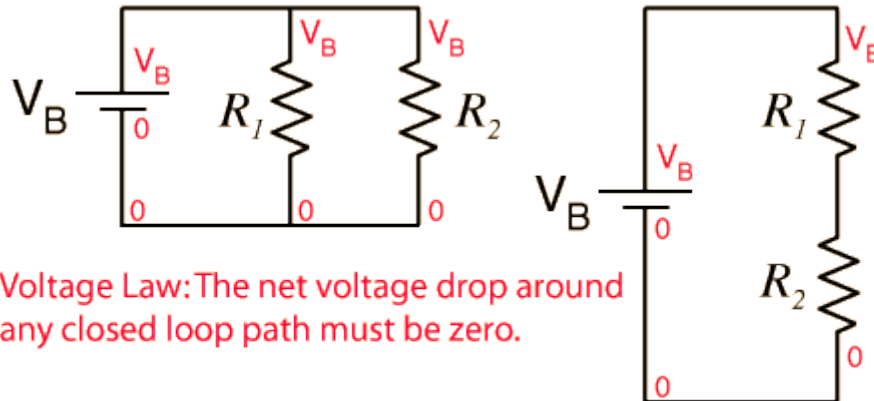 V_B V_B
V_B V_B
V_B
R_1 R_2 R_1
0
V_B
V_B
0 0 0
0
R_2
Voltage Law: The net voltage drop around
any closed loop path must be zero.
0
0